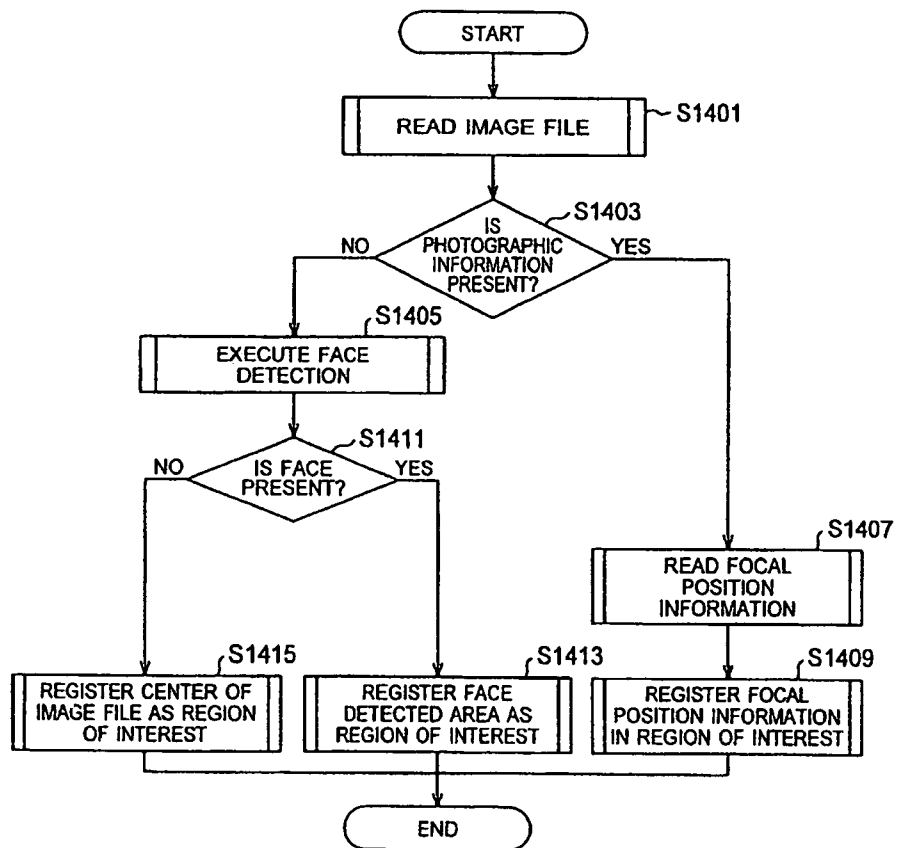 START
READ IMAGE FILE
S1401
S1403
IS
PHOTOGRAPHIC
INFORMATION
PRESENT?
NO
YES
S1405
EXECUTE FACE
DETECTION
S1411
IS FACE
PRESENT?
NO
YES
S1407
READ FOCAL
POSITION
INFORMATION
S1415
REGISTER CENTER OF
IMAGE FILE AS REGION
OF INTEREST
S1413
REGISTER FACE
DETECTED AREA AS
REGION OF INTEREST
S1409
REGISTER FOCAL
POSITION INFORMATION
IN REGION OF INTEREST
END